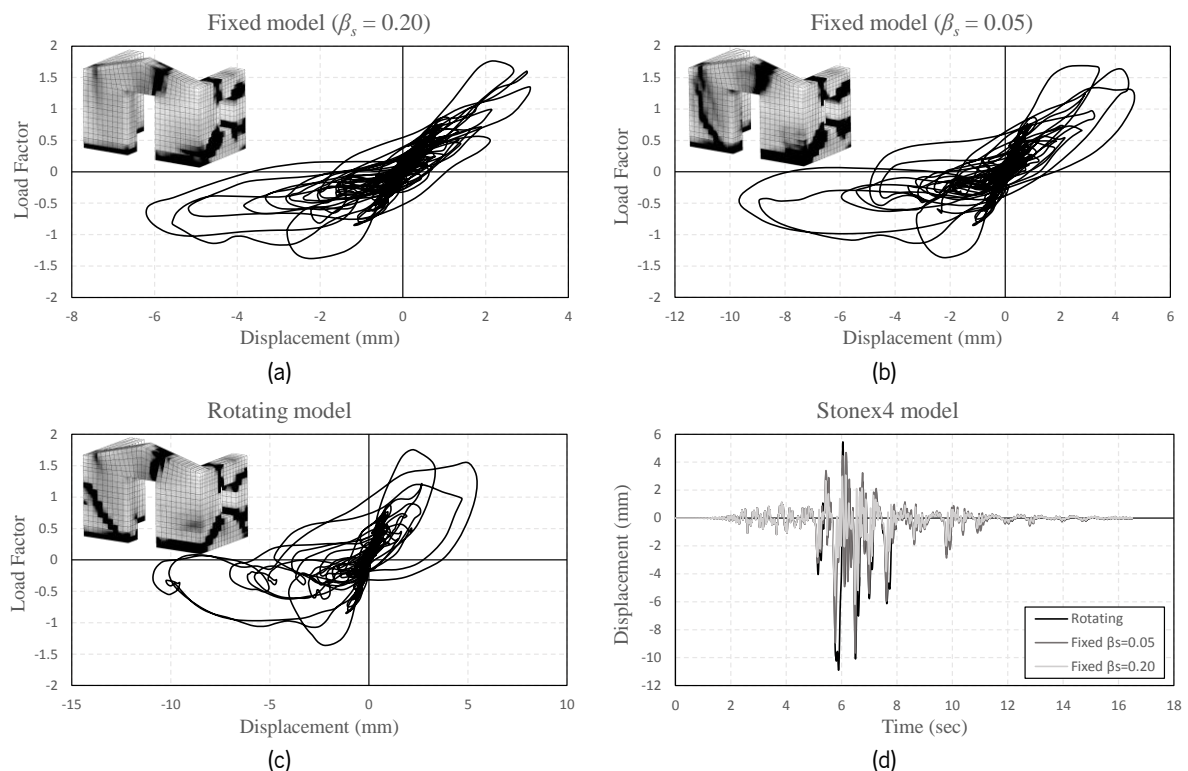 Fixed model (βs = 0.20)
2
1.5
1
0.5
0
-0.5
-1
-1.5
-2
Load Factor
-8 -6 -4 -2 0 2 4
Displacement (mm)
(a)
Fixed model (βs = 0.05)
2
1.5
1
0.5
0
-0.5
-1
-1.5
-2
Load Factor
-12 -10 -8 -6 -4 -2 0 2 4 6
Displacement (mm)
(b)
Rotating model
2
1.5
1
0.5
0
-0.5
-1
-1.5
-2
Load Factor
-15 -10 -5 0 5 10
Displacement (mm)
(c)
Stonex4 model
6
4
2
0
-2
-4
-6
-8
-10
-12
Displacement (mm)
Rotating
Fixed βs=0.05
Fixed βs=0.20
0 2 4 6 8 10 12 14 16 18
Time (sec)
(d)